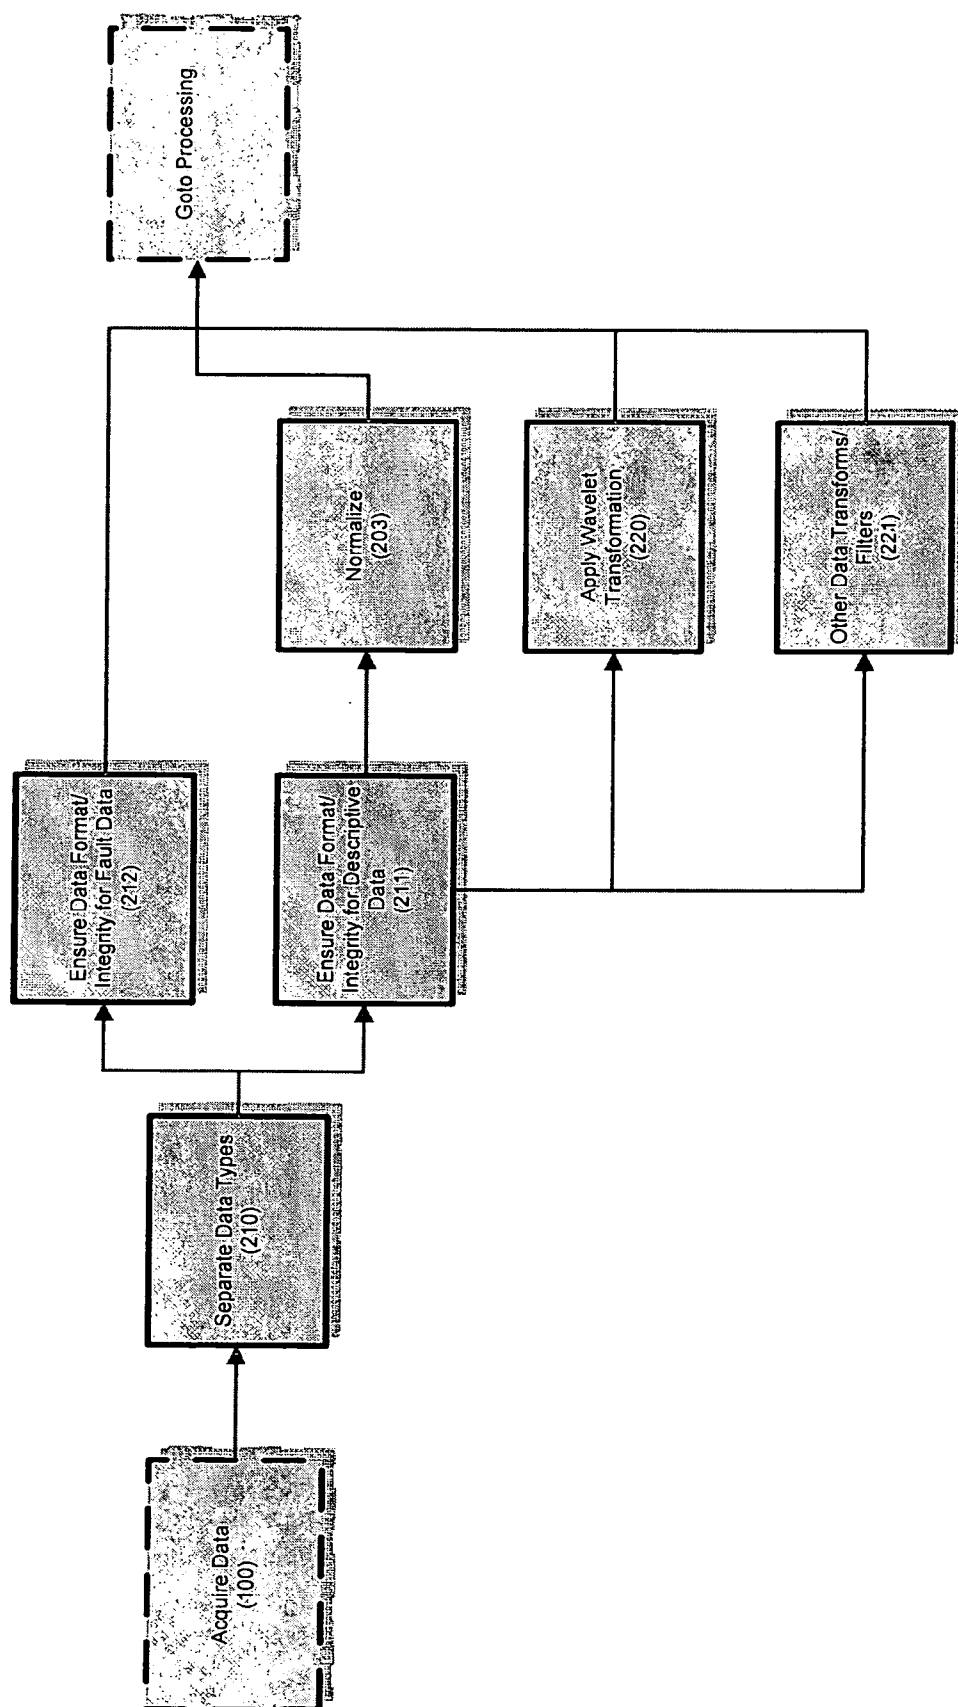 Acquire Data
(100)
Separate Data Types
(210)
Ensure Data Format/
Integrity for Fault Data
(212)
Ensure Data Format/
Integrity for Descriptive
Data
(211)
Normalize
(203)
Apply Wavelet
Transformation
(220)
Other Data Transforms/
Filters
(221)
Goto Processing